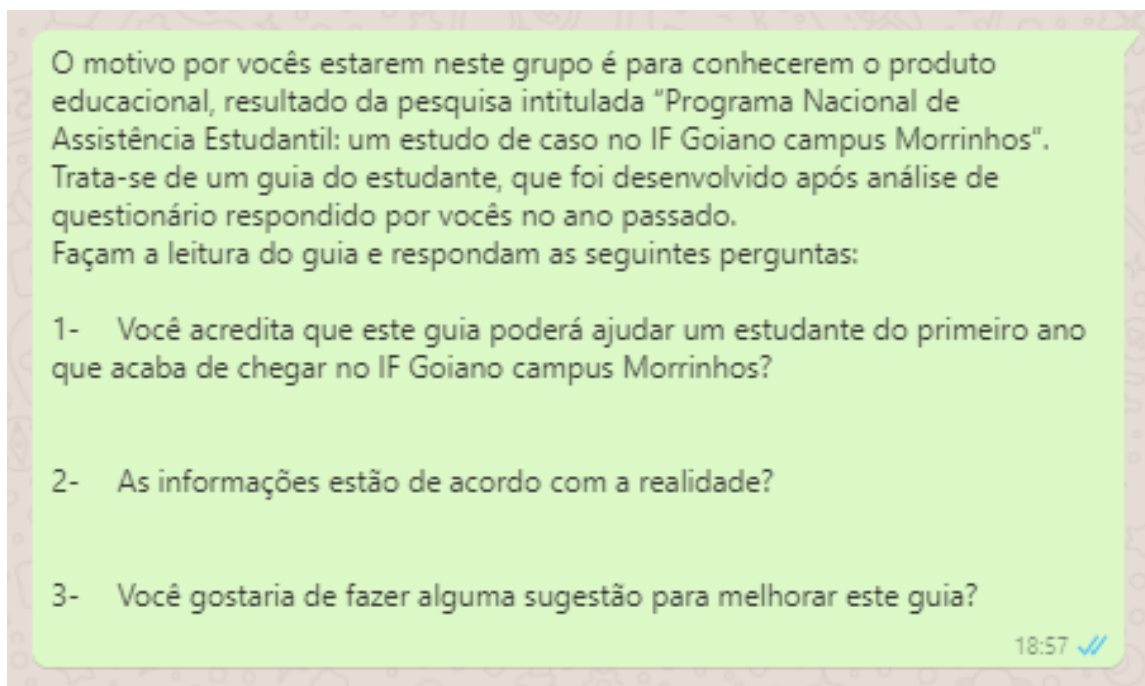 O motivo por vocês estarem neste grupo é para conhecerem o produto
educacional, resultado da pesquisa intitulada "Programa Nacional de
Assistência Estudantil: um estudo de caso no IF Goiano campus Morrinhos".
Trata-se de um guia do estudante, que foi desenvolvido após análise de
questionário respondido por vocês no ano passado.
Façam a leitura do guia e respondam as seguintes perguntas:
1- Você acredita que este guia poderá ajudar um estudante do primeiro ano
que acaba de chegar no IF Goiano campus Morrinhos?
2- As informações estão de acordo com a realidade?
3- Você gostaria de fazer alguma sugestão para melhorar este guia?
18:57